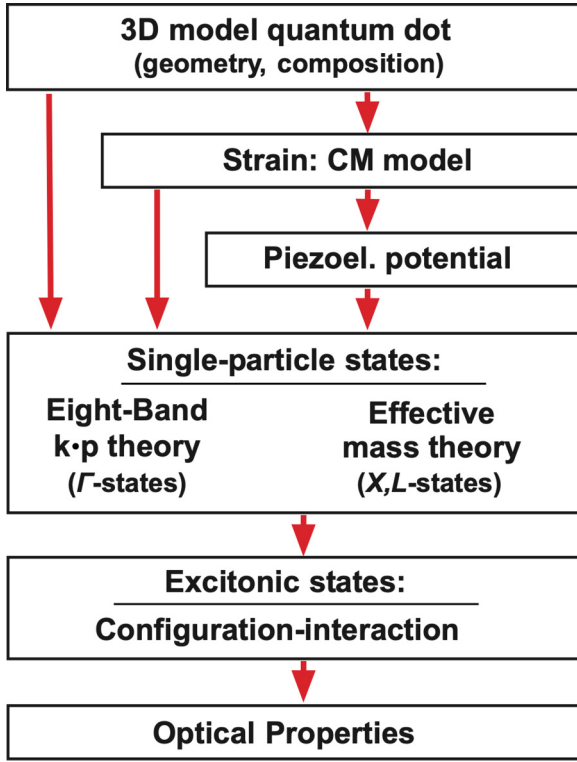 3D model quantum dot
(geometry, composition)
Strain: CM model
Piezoel. potential
Single-particle states:
Eight-Band
k·p theory
(Γ-states)
Effective
mass theory
(X,L-states)
Excitonic states:
Configuration-interaction
Optical Properties